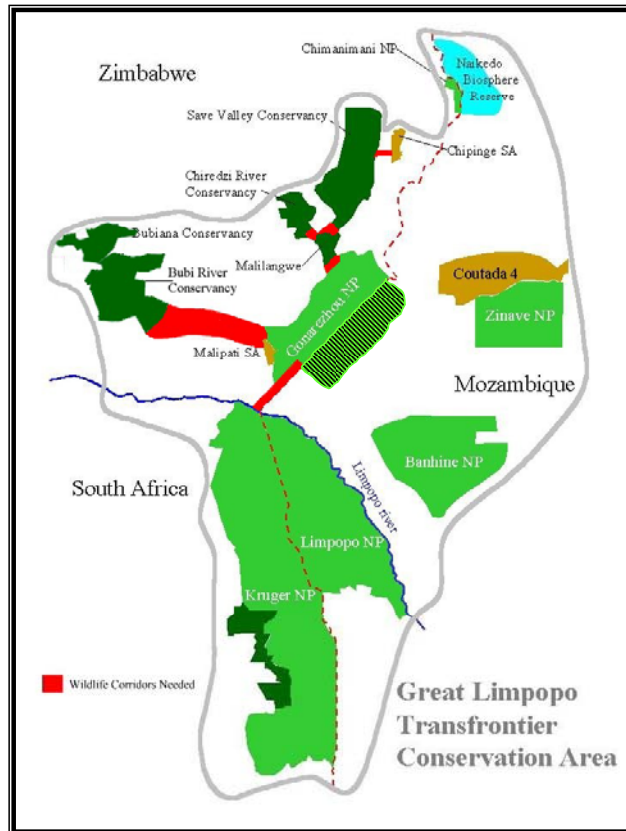 Chimanimani NP
Naikedo
Biosphere
Reserve
Zimbabwe
Save Valley Conservancy
Chipinge SA
Chiredzi River
Conservancy
Bubiana Conservancy
Malilangwe
Bubi River
Conservancy
Coutada 4
Gonarezhou NP
Zinave NP
Malipati SA
Mozambique
South Africa
Limpopo river
Banhine NP
Limpopo NP
Kruger NP
Wildlife Corridors Needed
Great Limpopo
Transfrontier
Conservation Area